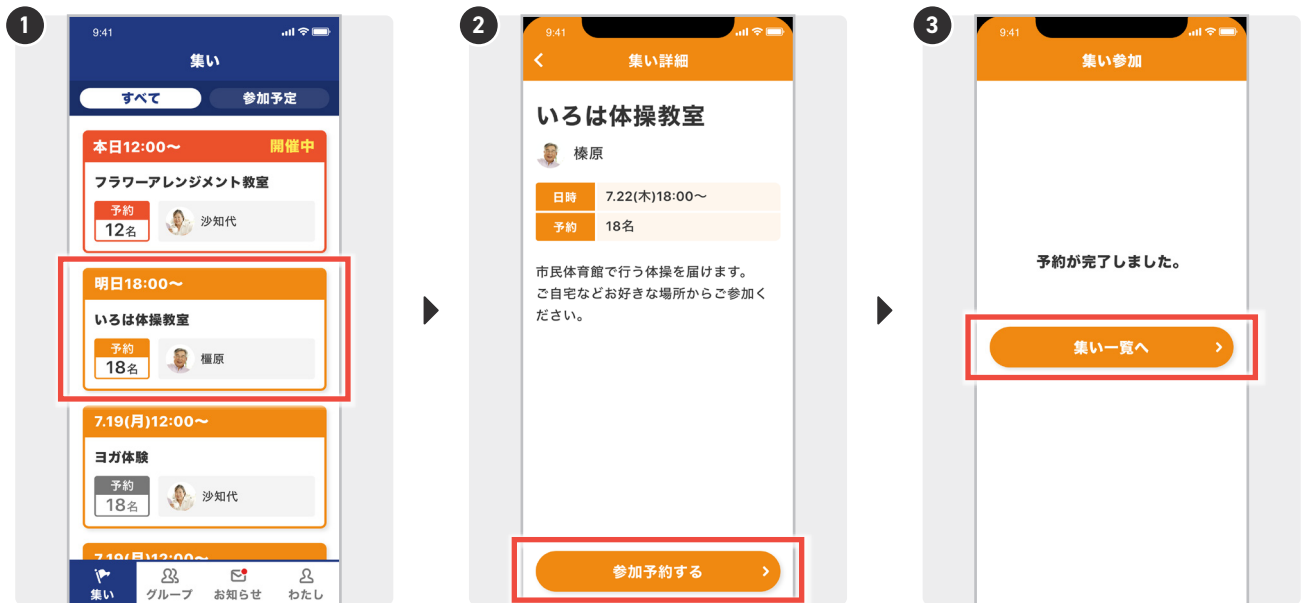 1
9:41
集い
すべて
参加予定
本日12:00〜
開催中
フラワーアレンジメント教室
予約
12名
沙知代
明日18:00〜
いろは体操教室
予約
18名
橿原
7.19(月)12:00〜
ヨガ体験
予約
18名
沙知代
7.19(月)12:00〜
集い
グループ
お知らせ
わたし
2
9:41
集い詳細
いろは体操教室
榛原
日時
7.22(木)18:00〜
予約
18名
市民体育館で行う体操を届けます。
ご自宅などお好きな場所からご参加く
ださい。
参加予約する
3
9:41
集い参加
予約が完了しました。
集い一覧へ